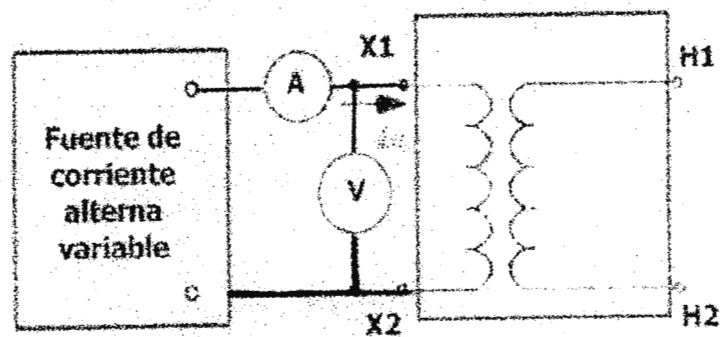 X1
H1
A
Fuente de
corriente
alterna
variable
V
X2
H2